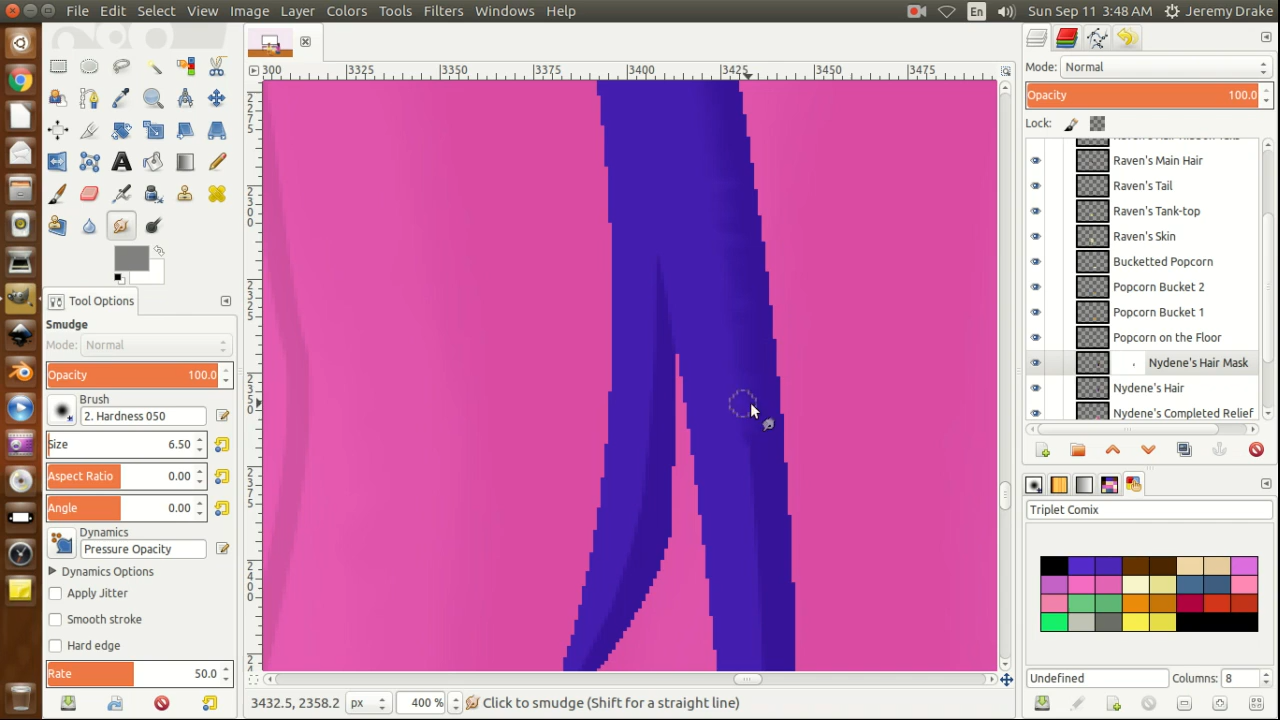 File Edit Select View Image Layer Colors Tools Filters Windows Help
En Sun Sep 11 3:48 AM Jeremy Drake
300 3325 3350 3375 3400 3425 3450 3475
Mode: Normal
Opacity 100.0
Lock:
Raven's Main Hair
Raven's Tail
Raven's Tank-top
Raven's Skin
Bucketted Popcorn
Popcorn Bucket 2
Popcorn Bucket 1
Popcorn on the Floor
Nydene's Hair Mask
Nydene's Hair
Nydene's Completed Relief
Tool Options
Smudge
Mode: Normal
Opacity 100.0
Brush
2. Hardness 050
Size 6.50
Aspect Ratio 0.00
Angle 0.00
Dynamics
Pressure Opacity
Dynamics Options
Apply Jitter
Smooth stroke
Hard edge
Rate 50.0
2275
2300
2325
2350
2375
2400
Triplet Comix
Undefined Columns: 8
3432.5, 2358.2 px 400 % Click to smudge (Shift for a straight line)